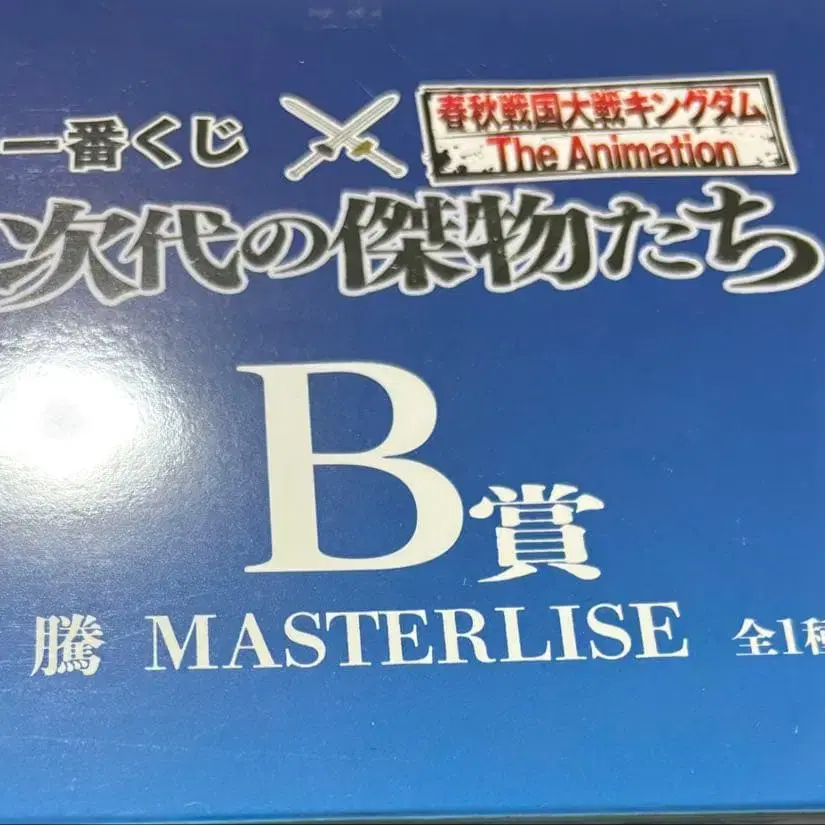 一番くじ
春秋戦国大戦キングダム
The Animation
次代の傑物たち
B賞
騰 MASTERLISE 全1種